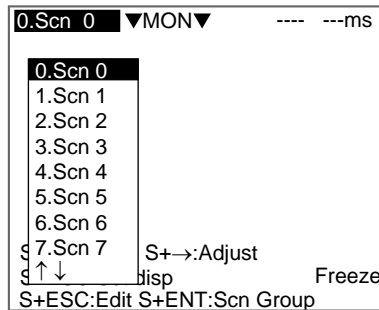 0.Scn 0 ▼MON▼ ---- ---ms
0.Scn 0
1.Scn 1
2.Scn 2
3.Scn 3
4.Scn 4
5.Scn 5
6.Scn 6
7.Scn 7
↑↓
S+→:Adjust
disp Freeze
S+ESC:Edit S+ENT:Scn Group